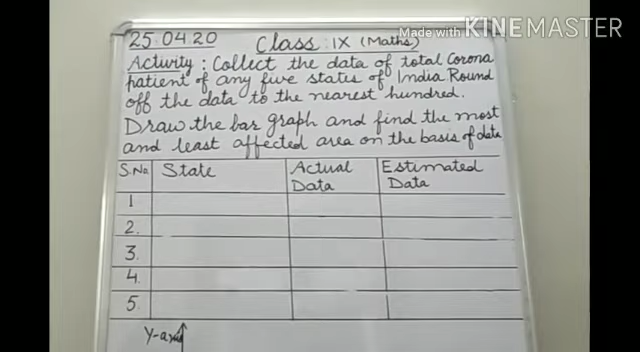 Made with KINEMASTER
25.04.20 Class : IX (Maths)
Activity : Collect the data of total Corona
patient of any five states of India Round
off the data to the nearest hundred.
Draw the bar graph and find the most
and least affected area on the basis of data
S.No State Actual Data Estimated Data
1
2.
3.
4.
5.
Y-axis